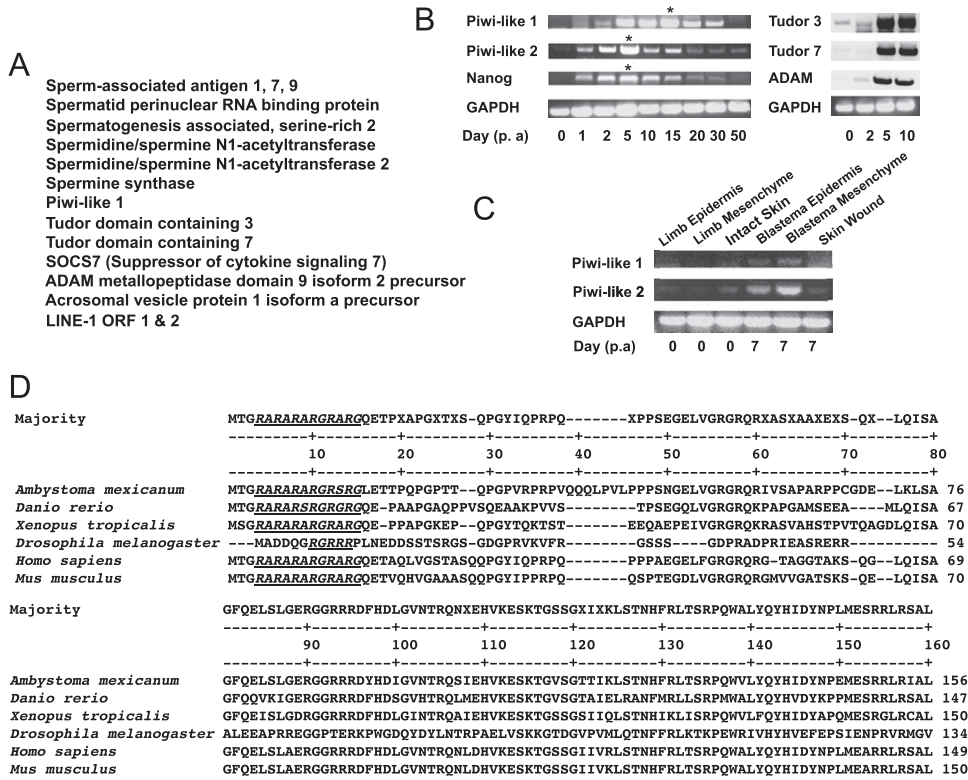 A
Sperm-associated antigen 1, 7, 9
Spermatid perinuclear RNA binding protein
Spermatogenesis associated, serine-rich 2
Spermidine/spermine N1-acetyltransferase
Spermidine/spermine N1-acetyltransferase 2
Spermine synthase
Piwi-like 1
Tudor domain containing 3
Tudor domain containing 7
SOCS7 (Suppressor of cytokine signaling 7)
ADAM metallopeptidase domain 9 isoform 2 precursor
Acrosomal vesicle protein 1 isoform a precursor
LINE-1 ORF 1 & 2
B
*
Piwi-like 1
*
Piwi-like 2
*
Nanog
GAPDH
Day (p. a) 0 1 2 5 10 15 20 30 50
Tudor 3
Tudor 7
ADAM
GAPDH
0 2 5 10
C
Limb Epidermis
Limb Mesenchyme
Intact Skin
Blastema Epidermis
Blastema Mesenchyme
Skin Wound
Piwi-like 1
Piwi-like 2
GAPDH
Day (p.a) 0 0 0 7 7 7
D
Majority MTGRARARARGRARGQETPXAPGXTXS-QPGYIQPRPQ-------XPPSEGELVGRGRQRXASXAAXEXS-QX--LQISA
---------+---------+---------+---------+---------+---------+---------+---------+
10 20 30 40 50 60 70 80
---------+---------+---------+---------+---------+---------+---------+---------+
Ambystoma mexicanum MTGRARARARGRSRGLETTPQPGPTT--QPGPVRPRPVQQQLPVLPPPSNGELVGRGRQRIVSAPARPPCGDE--LKLSA 76
Danio rerio MTGRARARSRGRGRGQE-PAAPGAQPPVSQEAAKPVVS-------TPSEGQLVGRGRQKPAPGAMSEEA----MLQISA 67
Xenopus tropicalis MSGRARARARGRARGQE-PPAPGKEP--QPGYTQKTST-------EEQAEPEIVGRGRQKRASVAHSTPVTQAGDLQISA 70
Drosophila melanogaster ---MADDQGRGRRRPLNEDDSSTSRGS-GDGPRVKVFR-------GSSS----GDPRADPRIEASRERR---------- 54
Homo sapiens MTGRARARARGRARGQETAQLVGSTASQQPGYIQPRPQ-------PPPAEGELFGRGRQR-GTAGGTAKS-QG--LQISA 69
Mus musculus MTGRARARARGRARGQETVQHVGAAASQQPGYIPPRPQ-------QSPTEGDLVGRGRQRGMVVGATSKS-QE--LQISA 70
Majority GFQELSLGERGGRRRDFHDLGVNTRQNXEHVKESKTGSSGXIXKLSTNHFRLTSRPQWALYQYHIDYNPLMESRRLRSAL
---------+---------+---------+---------+---------+---------+---------+---------+
90 100 110 120 130 140 150 160
---------+---------+---------+---------+---------+---------+---------+---------+
Ambystoma mexicanum GFQELSLGERGGRRRDYHDIGVNTRQSIEHVKESKTGVSGTTIKLSTNHFRLTSRPQWVLYQYHIDYNPEMESRRLRIAL 156
Danio rerio GFQQVKIGERGGRRRDFHDSGVHTRQLMEHVKESKTGVSGTAIELRANFMRLLSRPMWALYQYHVDYKPPMESRRLRSAL 147
Xenopus tropicalis GFQEISLGDRGGRRRDFHDLGINTRQAIEHVKESKTGSSGSIIQLSTNHIKLISRPQWALYQYHIDYAPQMESRGLRCAL 150
Drosophila melanogaster ALEEAPRREGGPTERKPWGDQYDYLNTRPAELVSKKGTDGVPVMLQTNFFRLKTKPEWRIVHYHVEFEPSIENPRVRMGV 134
Homo sapiens GFQELSLAERGGRRRDFHDLGVNTRQNLDHVKESKTGSSGIIVRLSTNHFRLTSRPQWALYQYHIDYNPLMEARRLRSAL 149
Mus musculus GFQELSLAERGGRRRDFHDLGVNTRQNLDHVKESKTGSSGIIVKLSTNHFRLTSRPQWALYQYHIDYNPLMEARRLRSAL 150